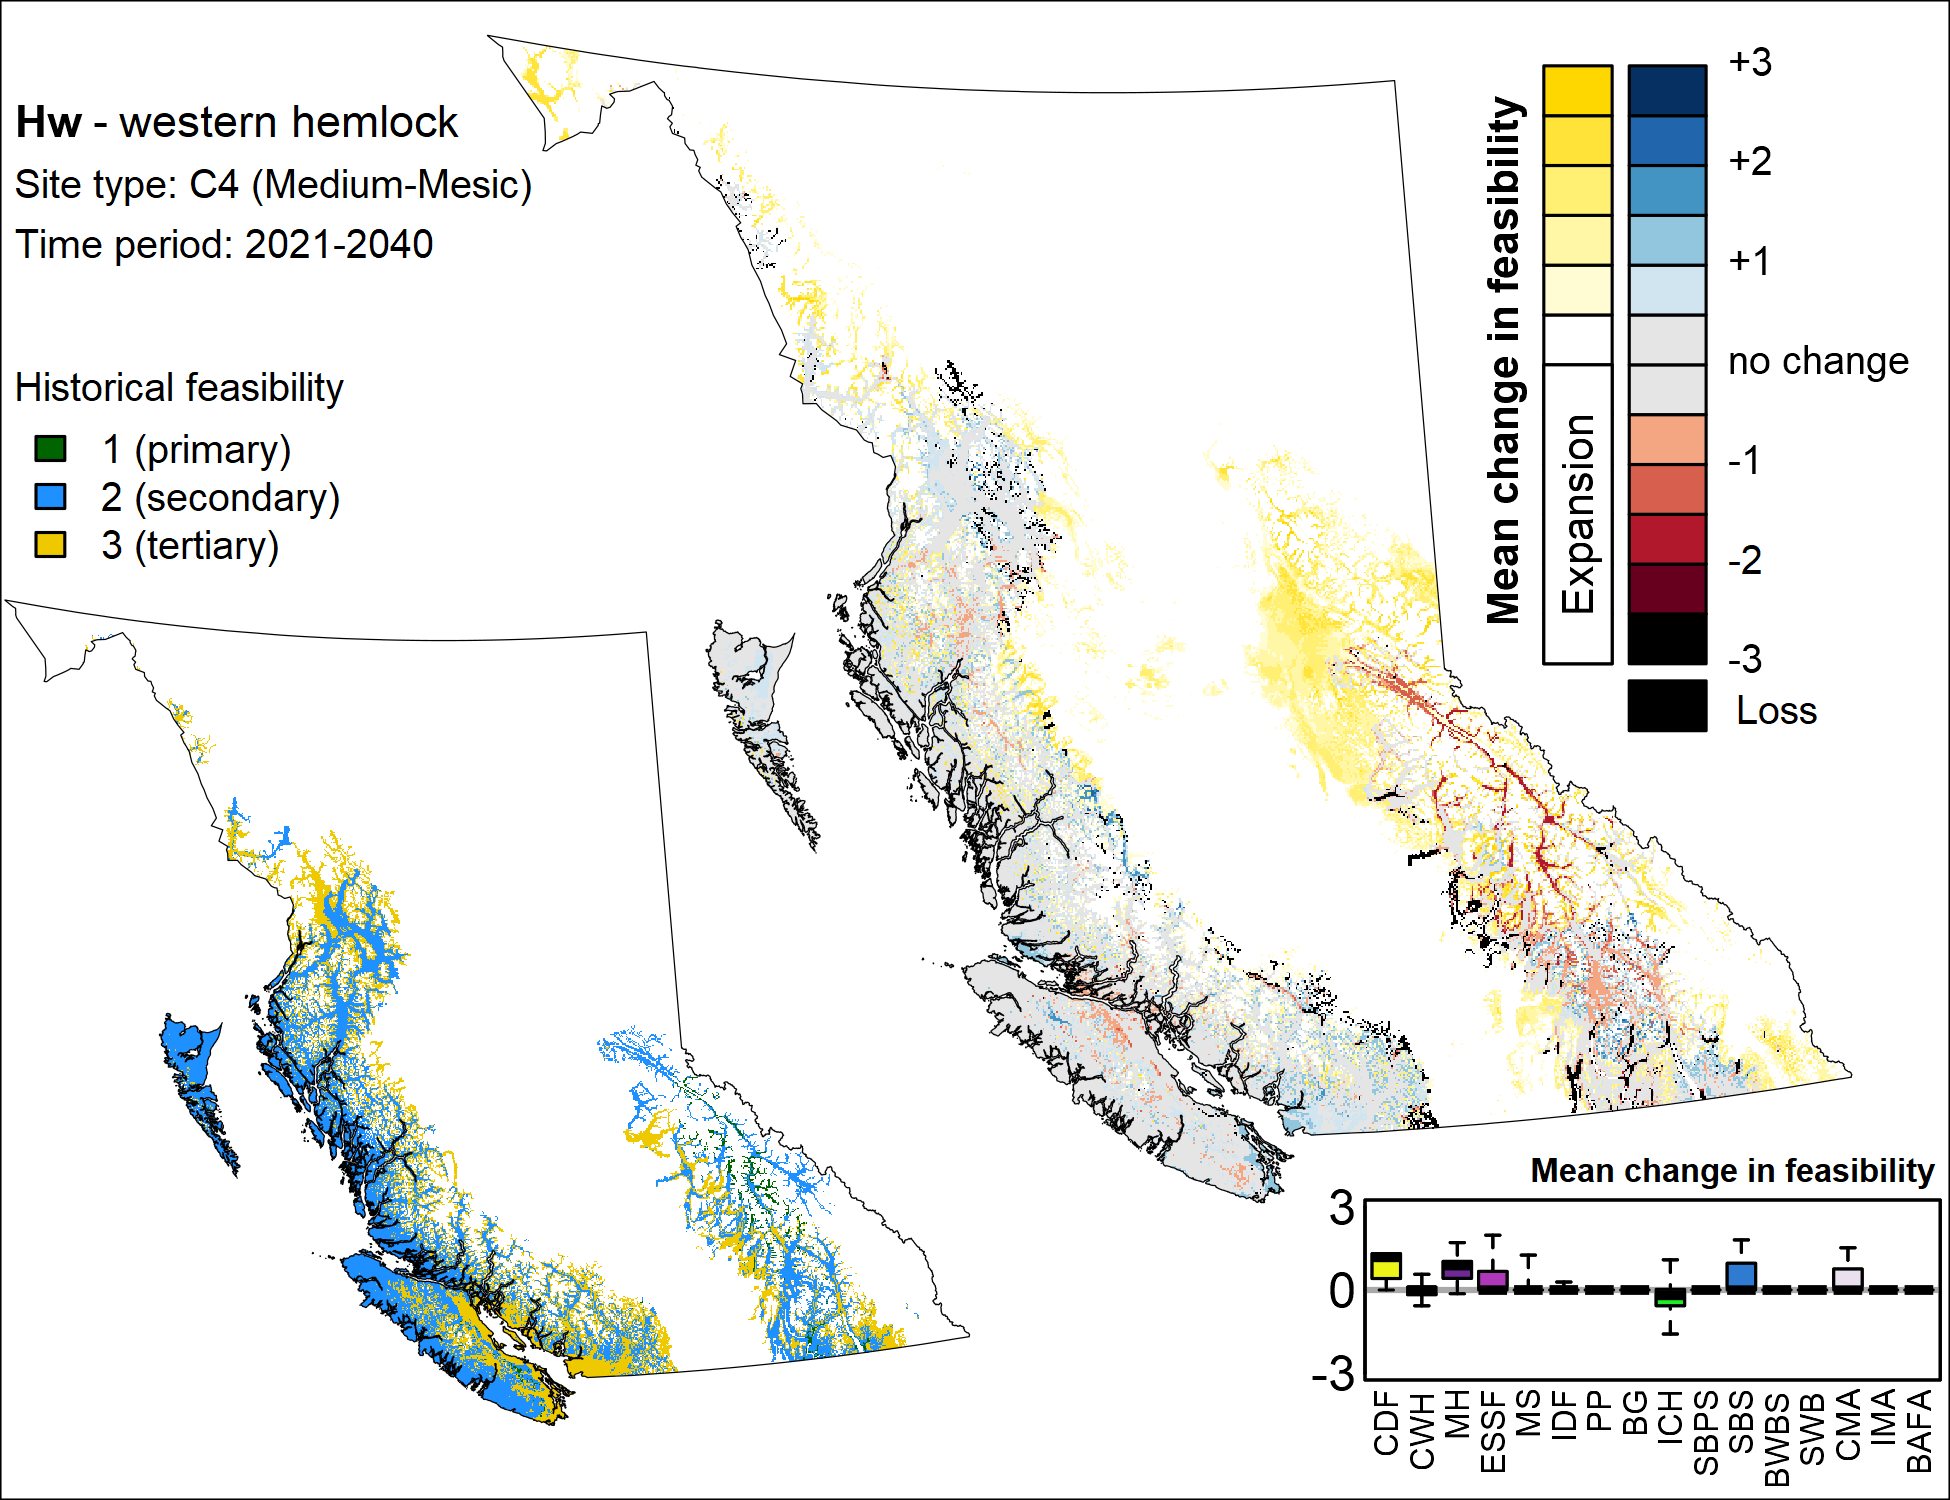 Hw - western hemlock
Site type: C4 (Medium-Mesic)
Time period: 2021-2040
Historical feasibility
1 (primary)
2 (secondary)
3 (tertiary)
Mean change in feasibility
Expansion
+3
+2
+1
no change
-1
-2
-3
Loss
Mean change in feasibility
3
0
-3
CDF
CWH
MH
ESSF
MS
IDF
PP
BG
ICH
SBPS
SBS
BWBS
SWB
CMA
IMA
BAFA